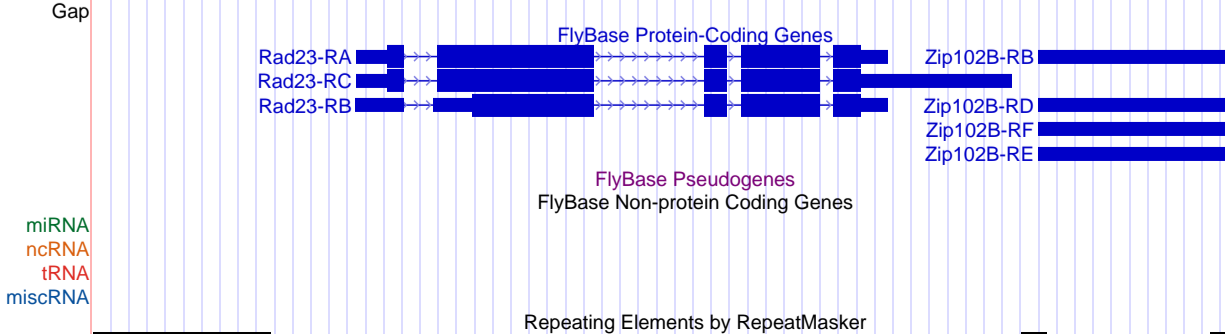 Gap
FlyBase Protein-Coding Genes
Rad23-RA Zip102B-RB
Rad23-RC
Rad23-RB Zip102B-RD
Zip102B-RF
Zip102B-RE
FlyBase Pseudogenes
FlyBase Non-protein Coding Genes
miRNA
ncRNA
tRNA
miscRNA
Repeating Elements by RepeatMasker